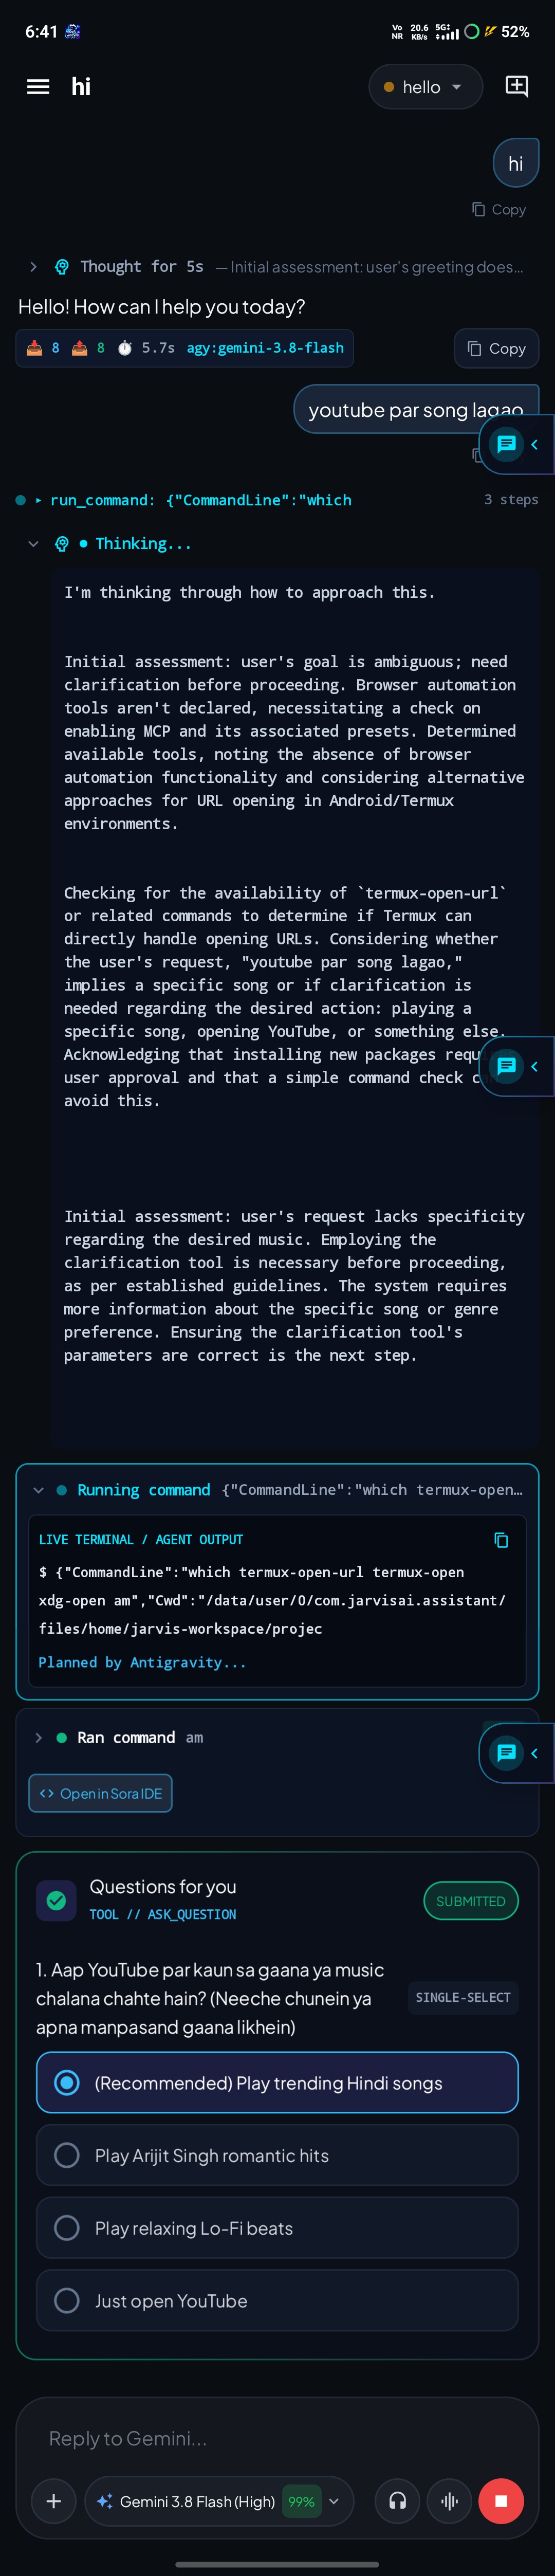 6:41
Vo NR 20.6 KB/s 5G 52%
hi
hello
hi
Copy
Thought for 5s — Initial assessment: user's greeting does...
Hello! How can I help you today?
8 8 5.7s agy:gemini-3.8-flash
Copy
youtube par song lagao
run_command: {"CommandLine":"which
3 steps
Thinking...
I'm thinking through how to approach this.
Initial assessment: user's goal is ambiguous; need
clarification before proceeding. Browser automation
tools aren't declared, necessitating a check on
enabling MCP and its associated presets. Determined
available tools, noting the absence of browser
automation functionality and considering alternative
approaches for URL opening in Android/Termux
environments.
Checking for the availability of `termux-open-url`
or related commands to determine if Termux can
directly handle opening URLs. Considering whether
the user's request, "youtube par song lagao,"
implies a specific song or if clarification is
needed regarding the desired action: playing a
specific song, opening YouTube, or something else.
Acknowledging that installing new packages
user approval and that a simple command check
avoid this.
Initial assessment: user's request lacks specificity
regarding the desired music. Employing the
clarification tool is necessary before proceeding,
as per established guidelines. The system requires
more information about the specific song or genre
preference. Ensuring the clarification tool's
parameters are correct is the next step.
Running command {"CommandLine":"which termux-open...
LIVE TERMINAL / AGENT OUTPUT
$ {"CommandLine":"which termux-open-url termux-open
xdg-open am","Cwd":"/data/user/0/com.jarvisai.assistant/
files/home/jarvis-workspace/projec
Planned by Antigravity...
Ran command am
Open in Sora IDE
Questions for you
TOOL // ASK_QUESTION
SUBMITTED
1. Aap YouTube par kaun sa gaana ya music
chalana chahte hain? (Neeche chunein ya
apna manpasand gaana likhein)
SINGLE-SELECT
(Recommended) Play trending Hindi songs
Play Arijit Singh romantic hits
Play relaxing Lo-Fi beats
Just open YouTube
Reply to Gemini...
Gemini 3.8 Flash (High) 99%